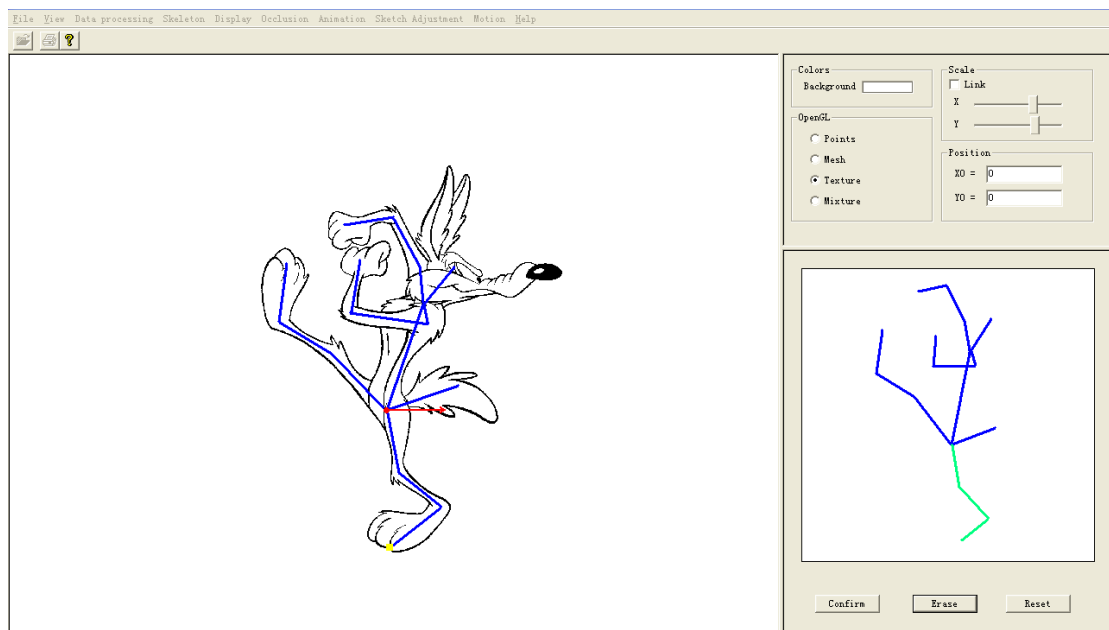 File View Data processing Skeleton Display Occlusion Animation Sketch Adjustment Motion Help
?
Colors
Background
OpenGL
Points
Mesh
Texture
Mixture
Scale
Link
X
Y
Position
X0 = 0
Y0 = 0
Confirm Erase Reset